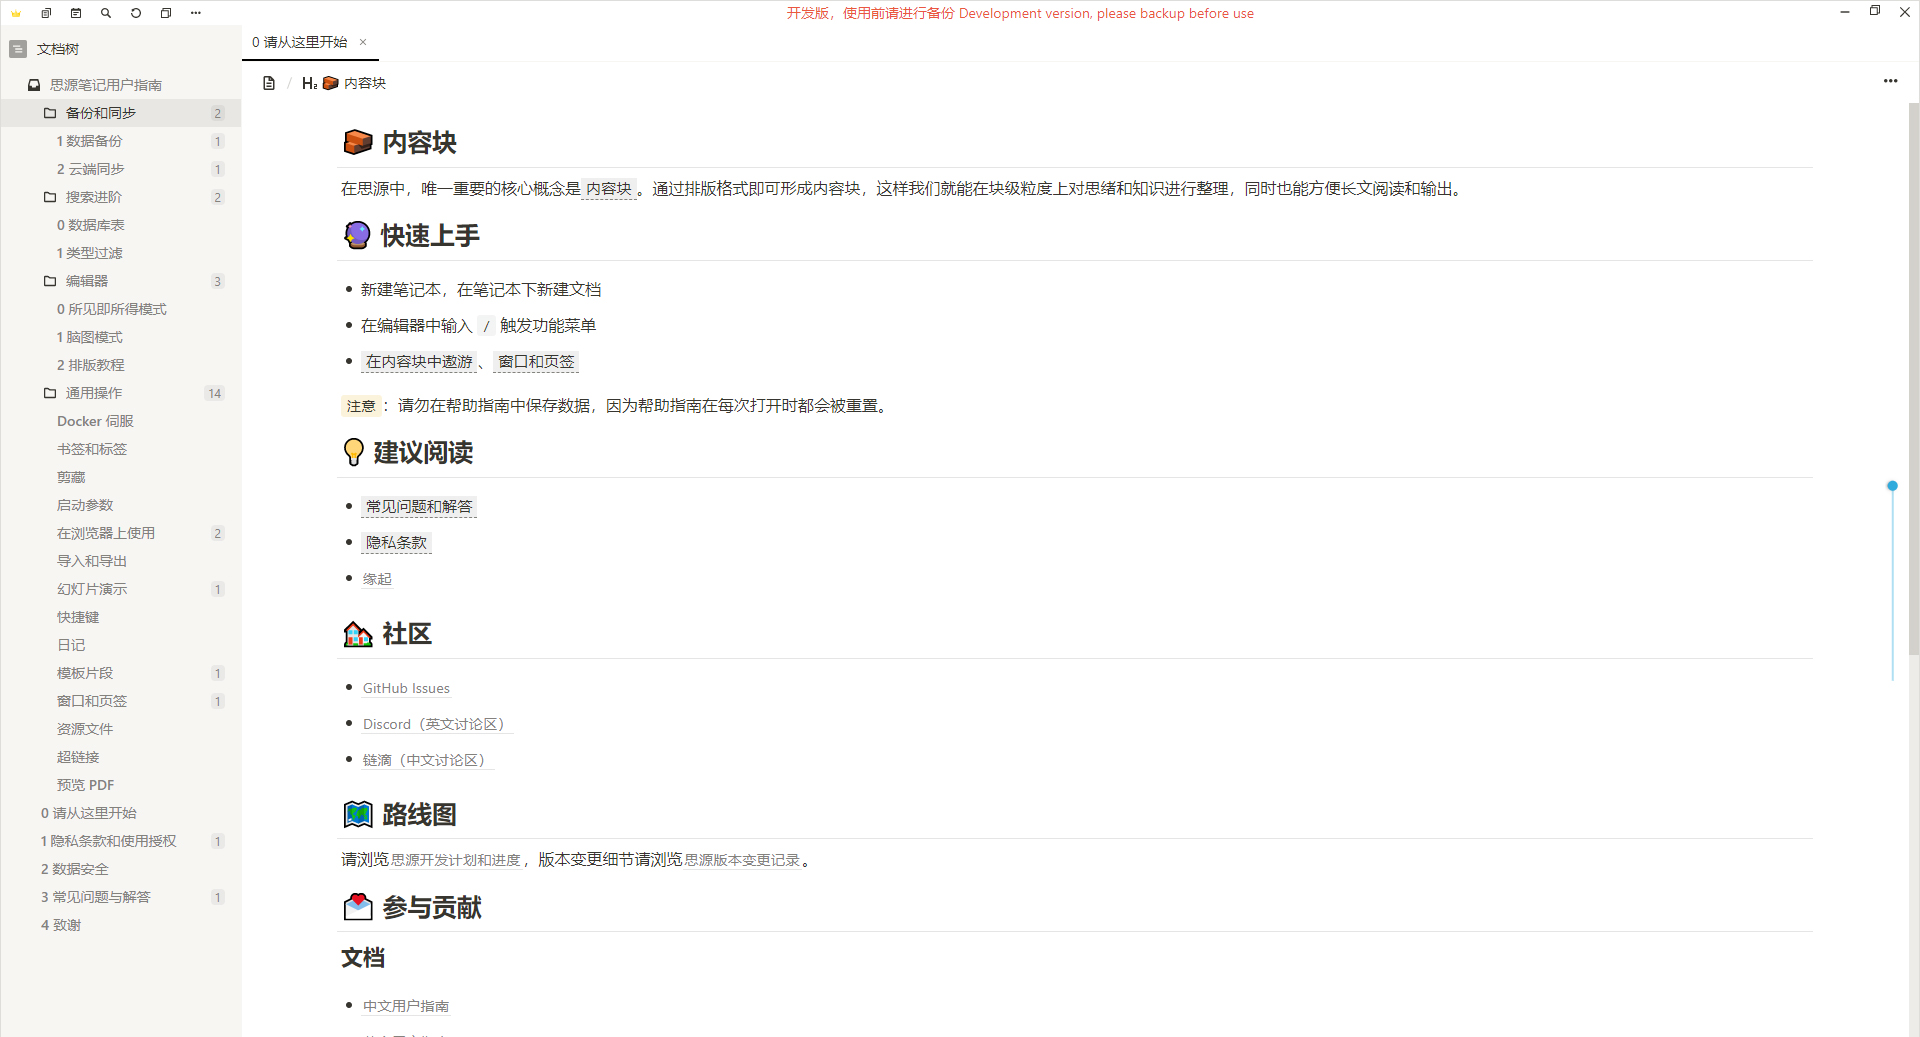 开发版，使用前请进行备份 Development version, please backup before use
文档树
思源笔记用户指南
备份和同步 2
1 数据备份 1
2 云端同步 1
搜索进阶 2
0 数据库表
1 类型过滤
编辑器 3
0 所见即所得模式
1 脑图模式
2 排版教程
通用操作 14
Docker 伺服
书签和标签
剪藏
启动参数
在浏览器上使用 2
导入和导出
幻灯片演示 1
快捷键
日记
模板片段 1
窗口和页签 1
资源文件
超链接
预览 PDF
0 请从这里开始
1 隐私条款和使用授权 1
2 数据安全
3 常见问题与解答 1
4 致谢
0 请从这里开始
/ H2 内容块
内容块
在思源中，唯一重要的核心概念是 内容块 。通过排版格式即可形成内容块，这样我们就能在块级粒度上对思绪和知识进行整理，同时也能方便长文阅读和输出。
快速上手
新建笔记本，在笔记本下新建文档
在编辑器中输入 / 触发功能菜单
在内容块中遨游 、 窗口和页签
注意 ：请勿在帮助指南中保存数据，因为帮助指南在每次打开时都会被重置。
建议阅读
常见问题和解答
隐私条款
缘起
社区
GitHub Issues
Discord（英文讨论区）
链滴（中文讨论区）
路线图
请浏览 思源开发计划和进度 ，版本变更细节请浏览 思源版本变更记录 。
参与贡献
文档
中文用户指南